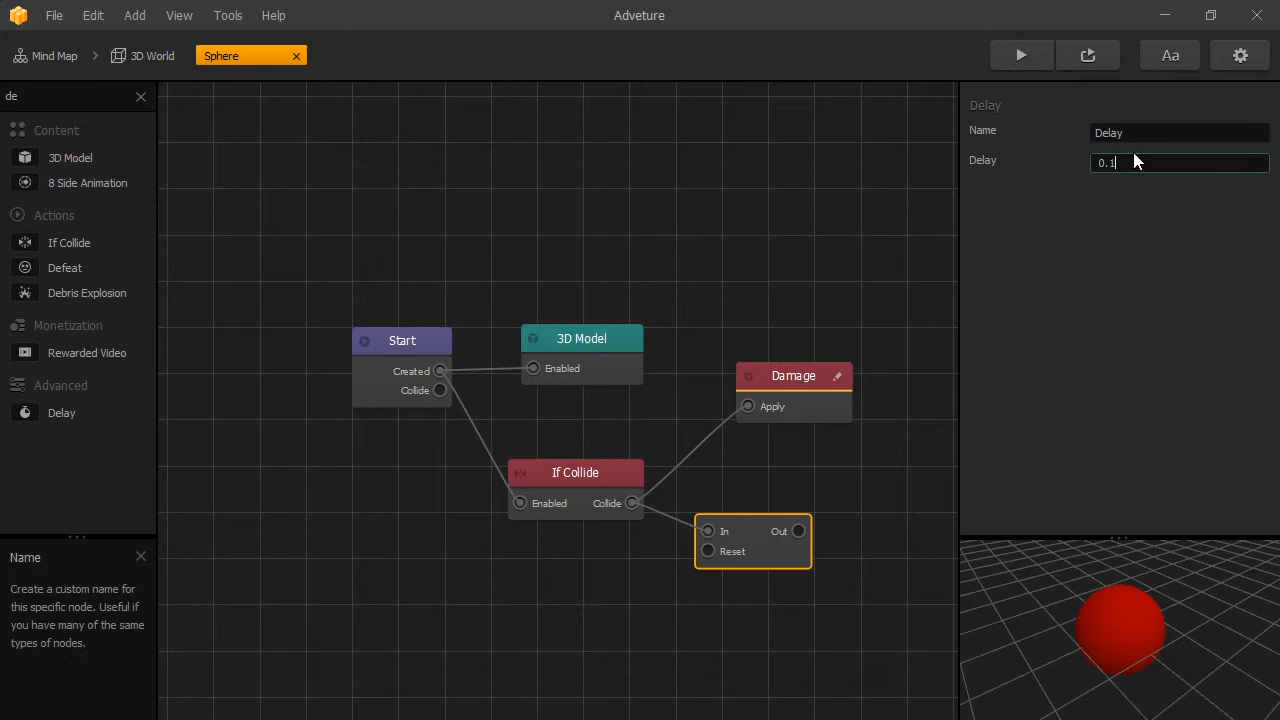 File Edit Add View Tools Help Adveture
Mind Map 3D World Sphere Aa
de
Content
3D Model
8 Side Animation
Actions
If Collide
Defeat
Debris Explosion
Monetization
Rewarded Video
Advanced
Delay
Name
Create a custom name for
this specific node. Useful if
you have many of the same
types of nodes.
Start
Created
Collide
3D Model
Enabled
Damage
Apply
If Collide
Enabled Collide
In Out
Reset
Delay
Name Delay
Delay 0.1